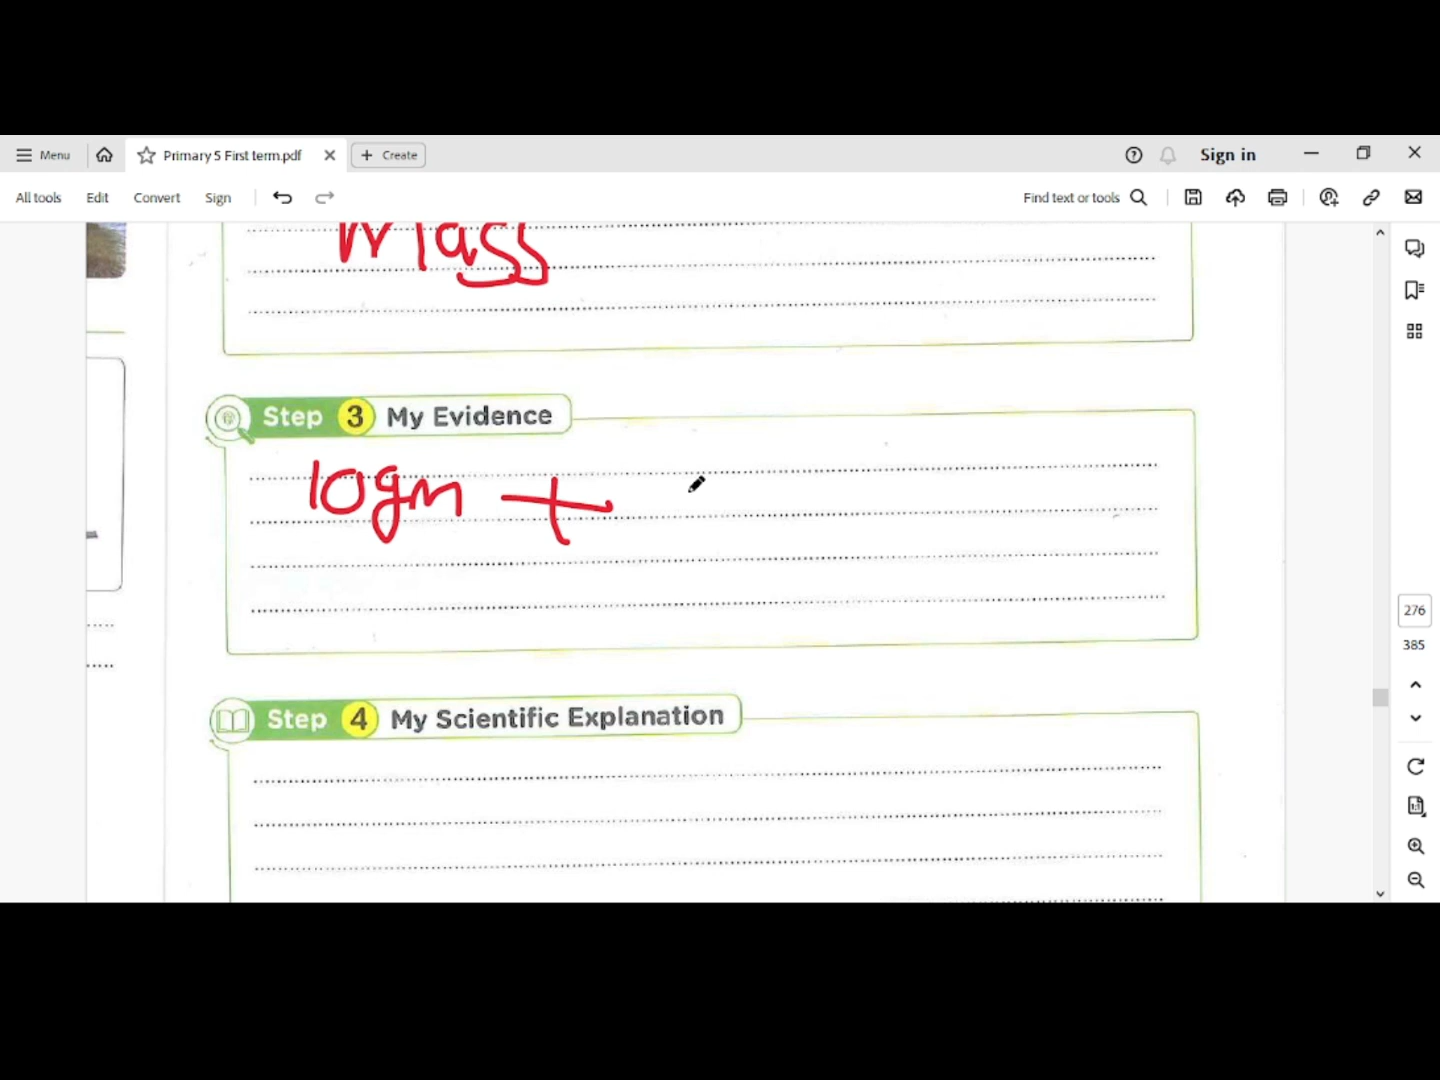 Menu
Primary 5 First term.pdf
Create
Sign in
All tools
Edit
Convert
Sign
Find text or tools
Mass
Step 3 My Evidence
10gm +
276
385
Step 4 My Scientific Explanation